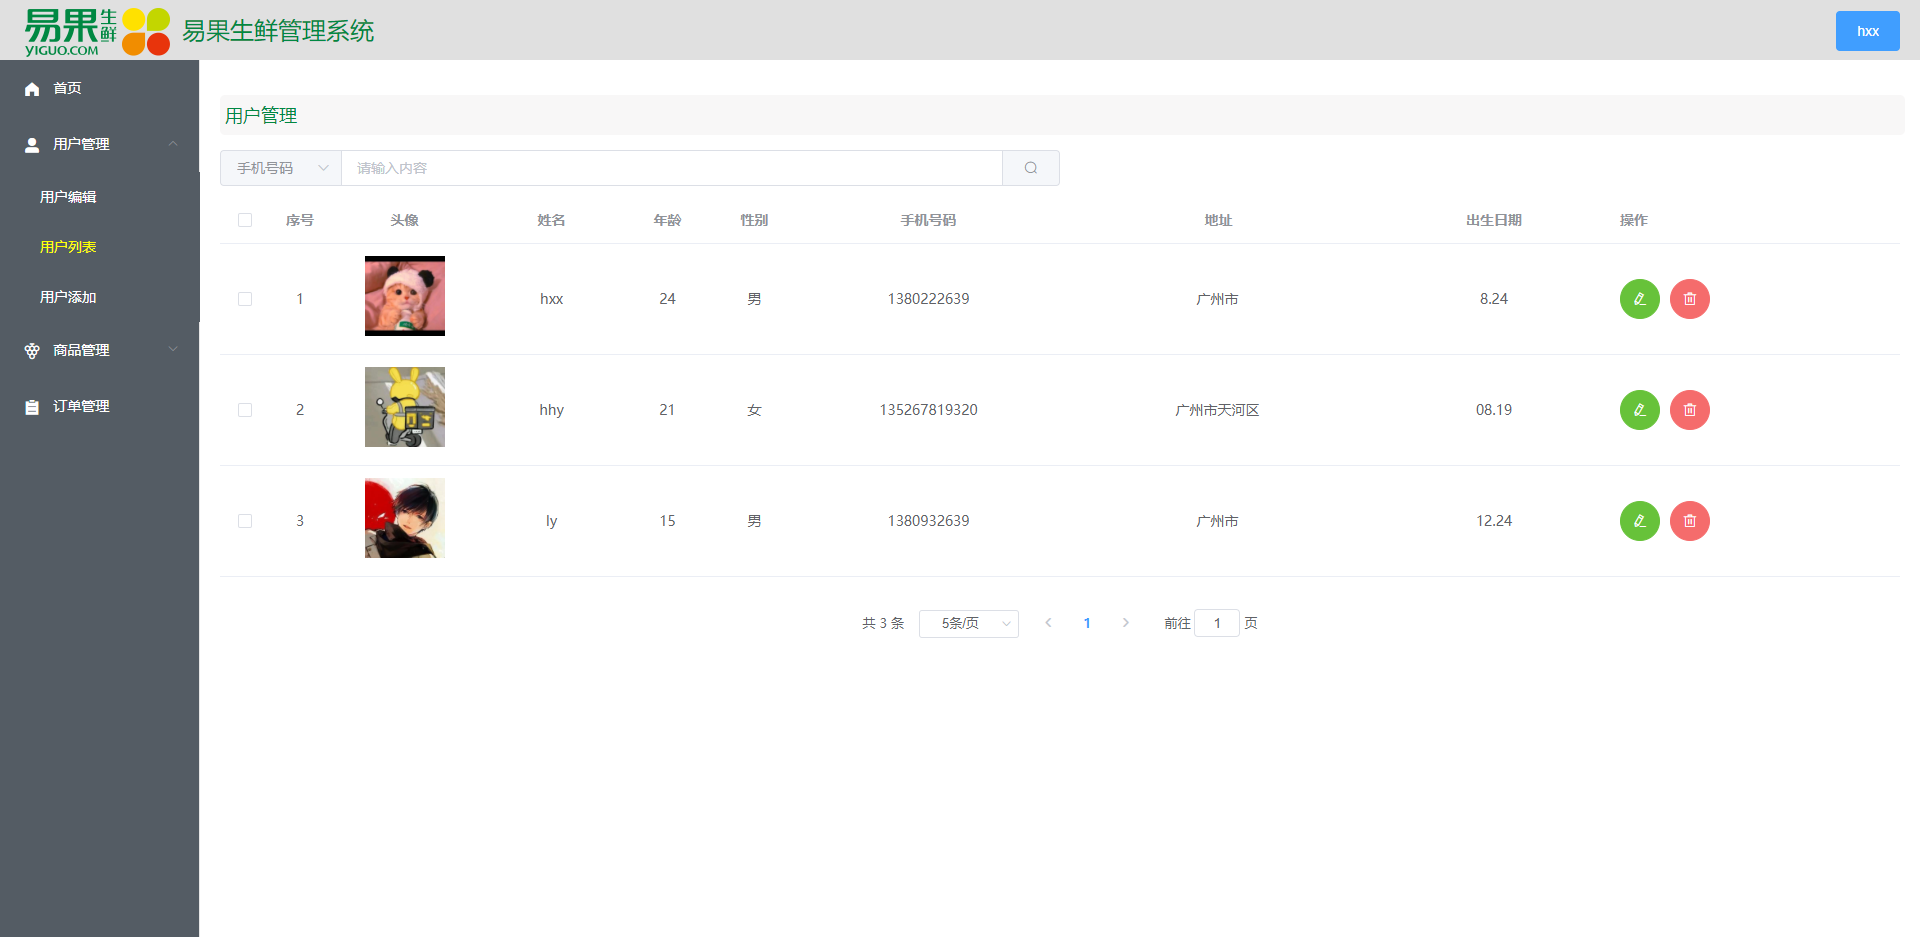 易果生鲜
YIGUO.COM
易果生鲜管理系统
hxx
首页
用户管理
用户编辑
用户列表
用户添加
商品管理
订单管理
用户管理
手机号码 请输入内容
序号 头像 姓名 年龄 性别 手机号码 地址 出生日期 操作
1 hxx 24 男 1380222639 广州市 8.24
2 hhy 21 女 135267819320 广州市天河区 08.19
3 ly 15 男 1380932639 广州市 12.24
共 3 条 5条/页 1 前往 1 页